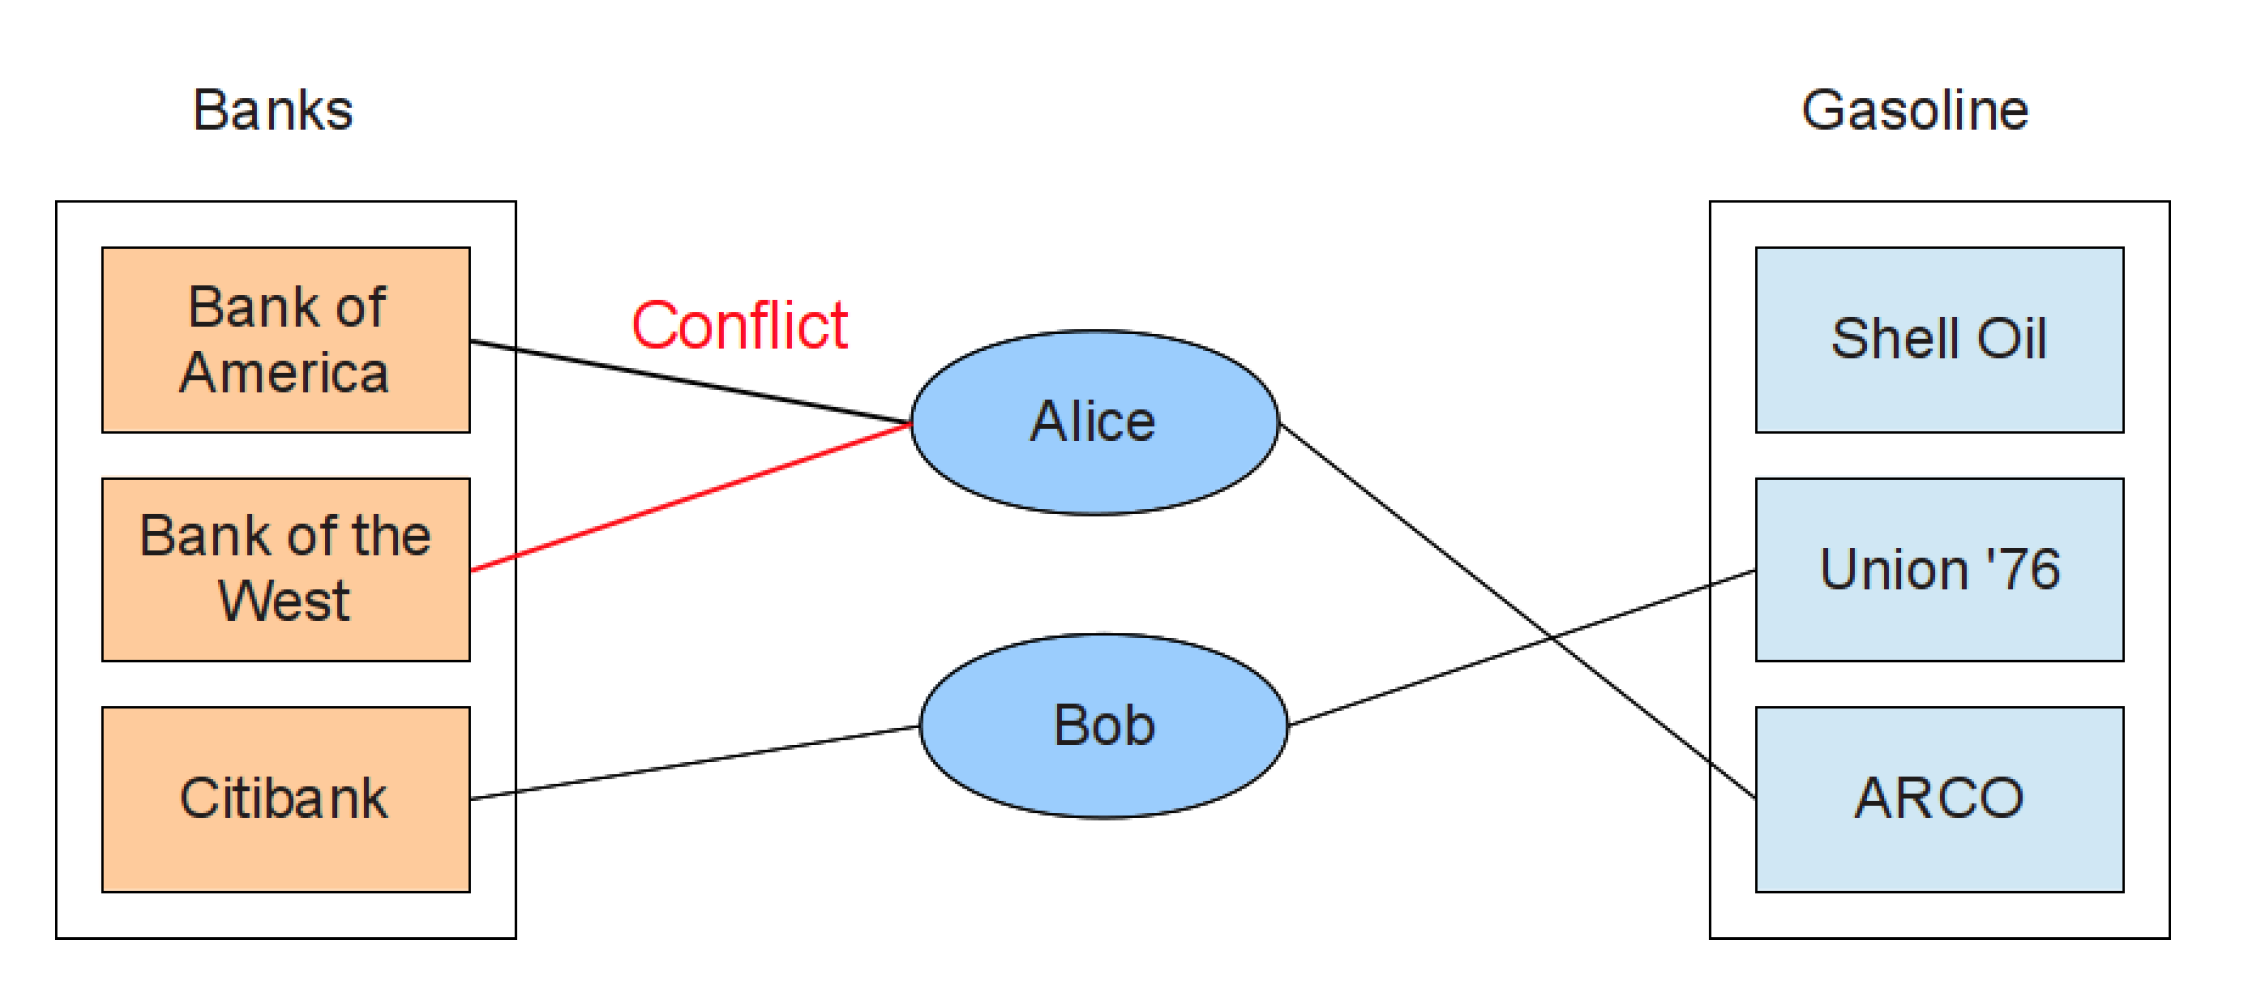 Banks
Gasoline
Bank of
America
Conflict
Alice
Shell Oil
Bank of the
West
Union '76
Bob
Citibank
ARCO